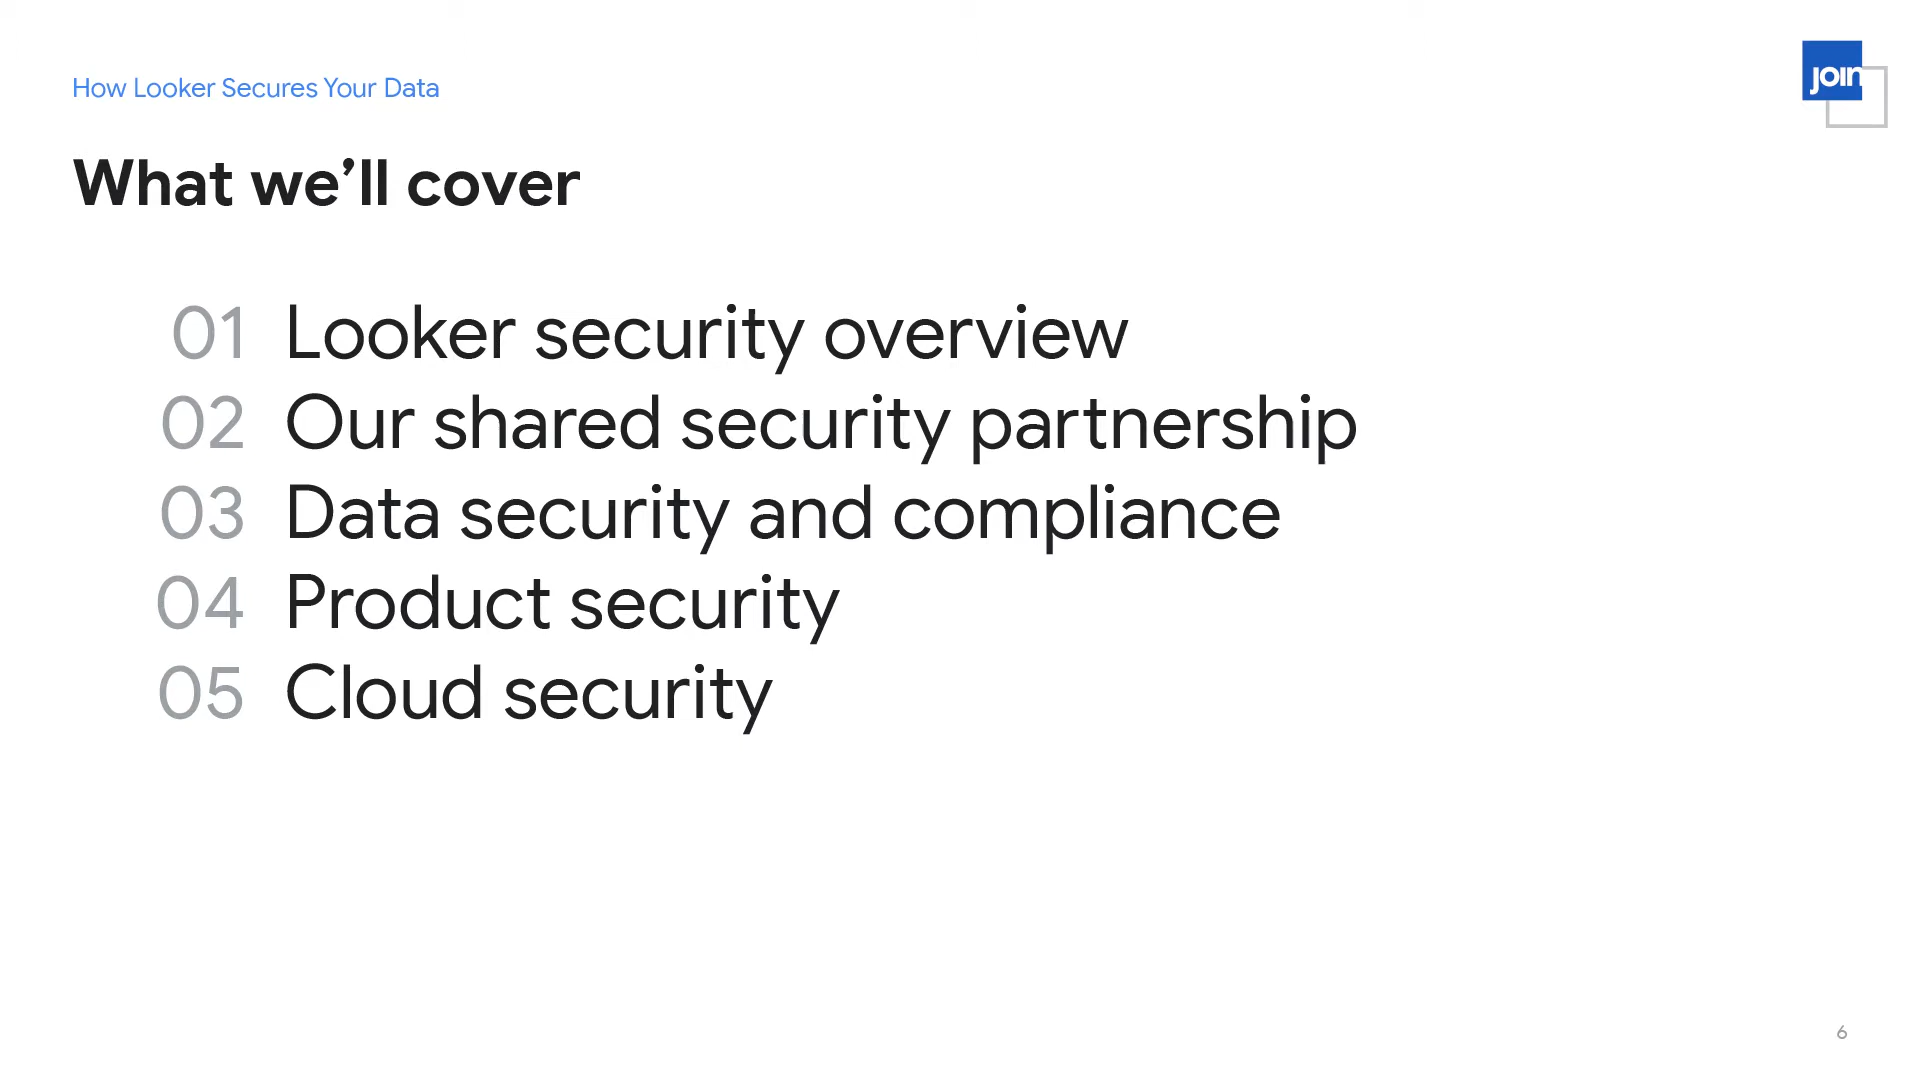 How Looker Secures Your Data
join
What we’ll cover
01 Looker security overview
02 Our shared security partnership
03 Data security and compliance
04 Product security
05 Cloud security
6